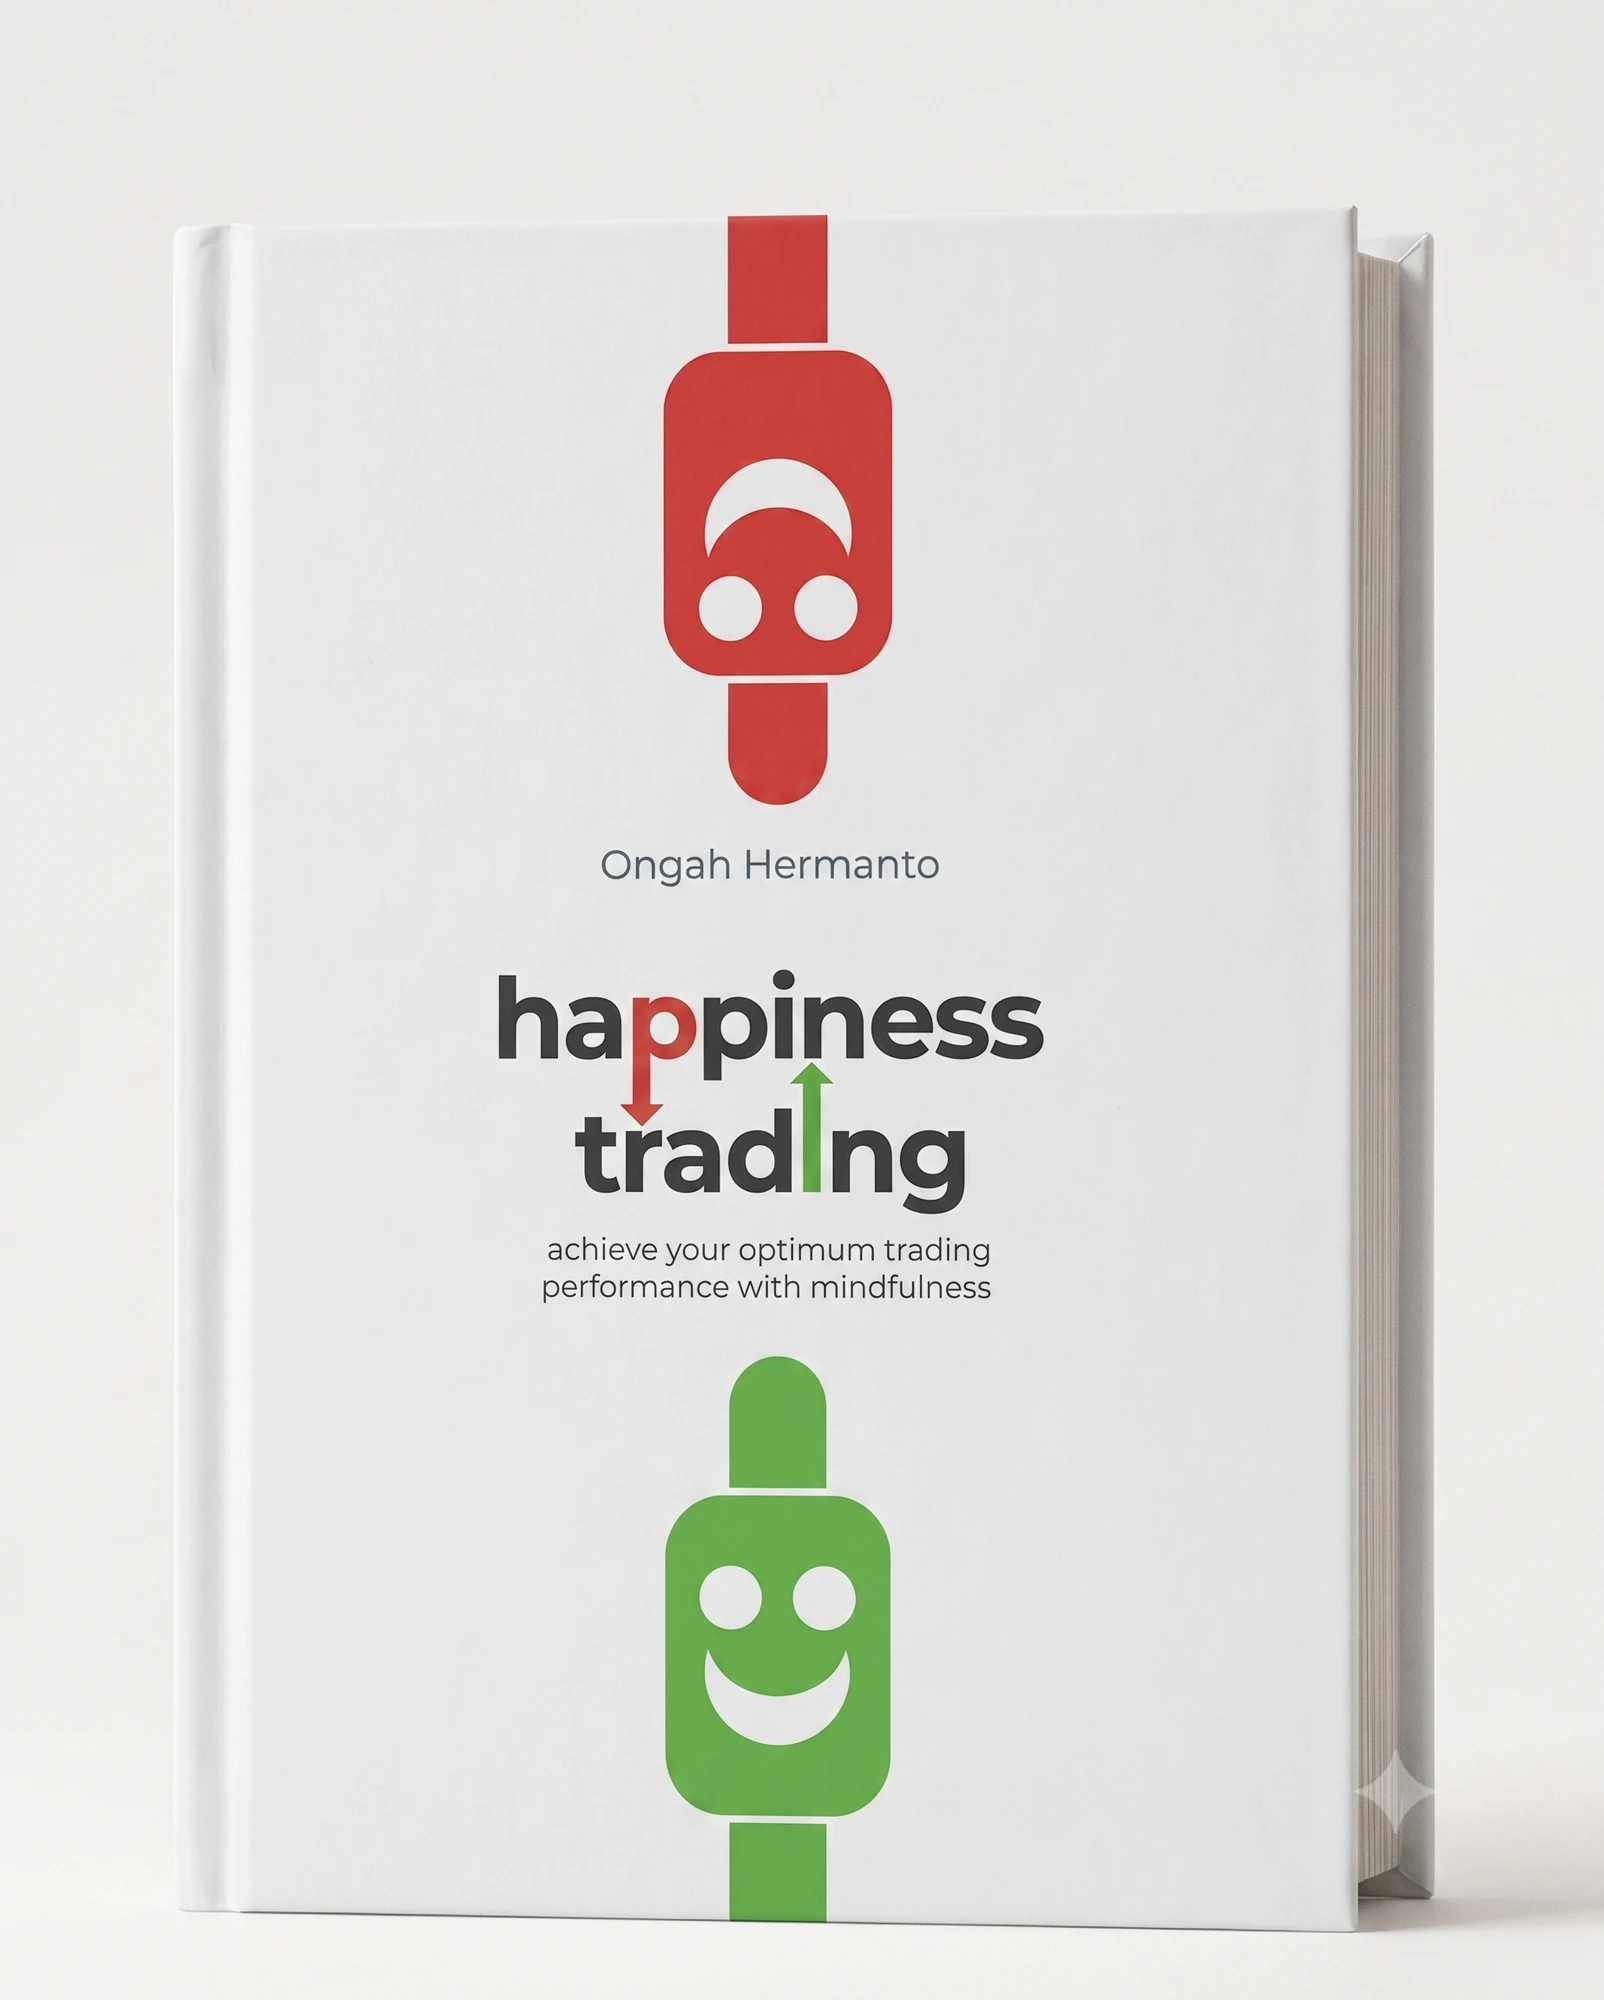 Ongah Hermanto
happiness
trading
achieve your optimum trading
performance with mindfulness